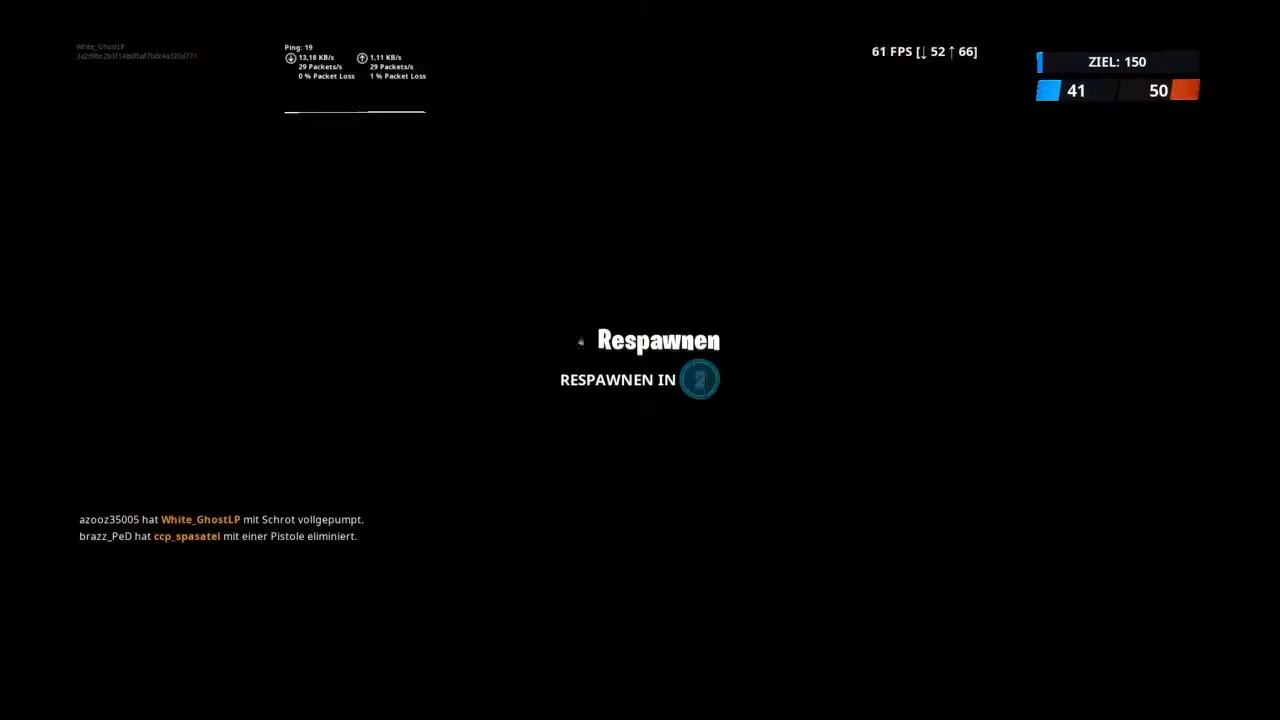 White_GhostLP
Ping: 19
13,18 KB/s
1,11 KB/s
29 Packets/s
29 Packets/s
0 % Packet Loss
1 % Packet Loss
61 FPS [↓ 52 ↑ 66]
ZIEL: 150
41
50
Respawnen
RESPAWNEN IN 2
azooz35005 hat White_GhostLP mit Schrot vollgepumpt.
brazz_PeD hat ccp_spasatel mit einer Pistole eliminiert.